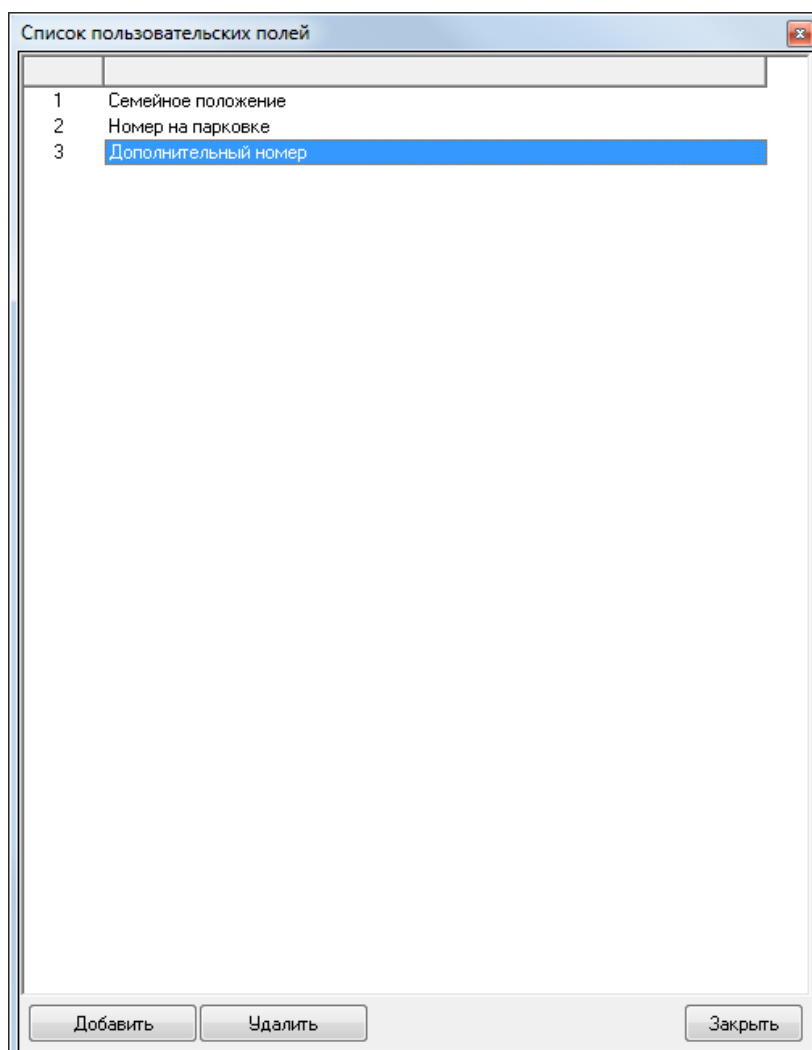 Список пользовательских полей
1 Семейное положение
2 Номер на парковке
3 Дополнительный номер
Добавить Удалить Закрыть